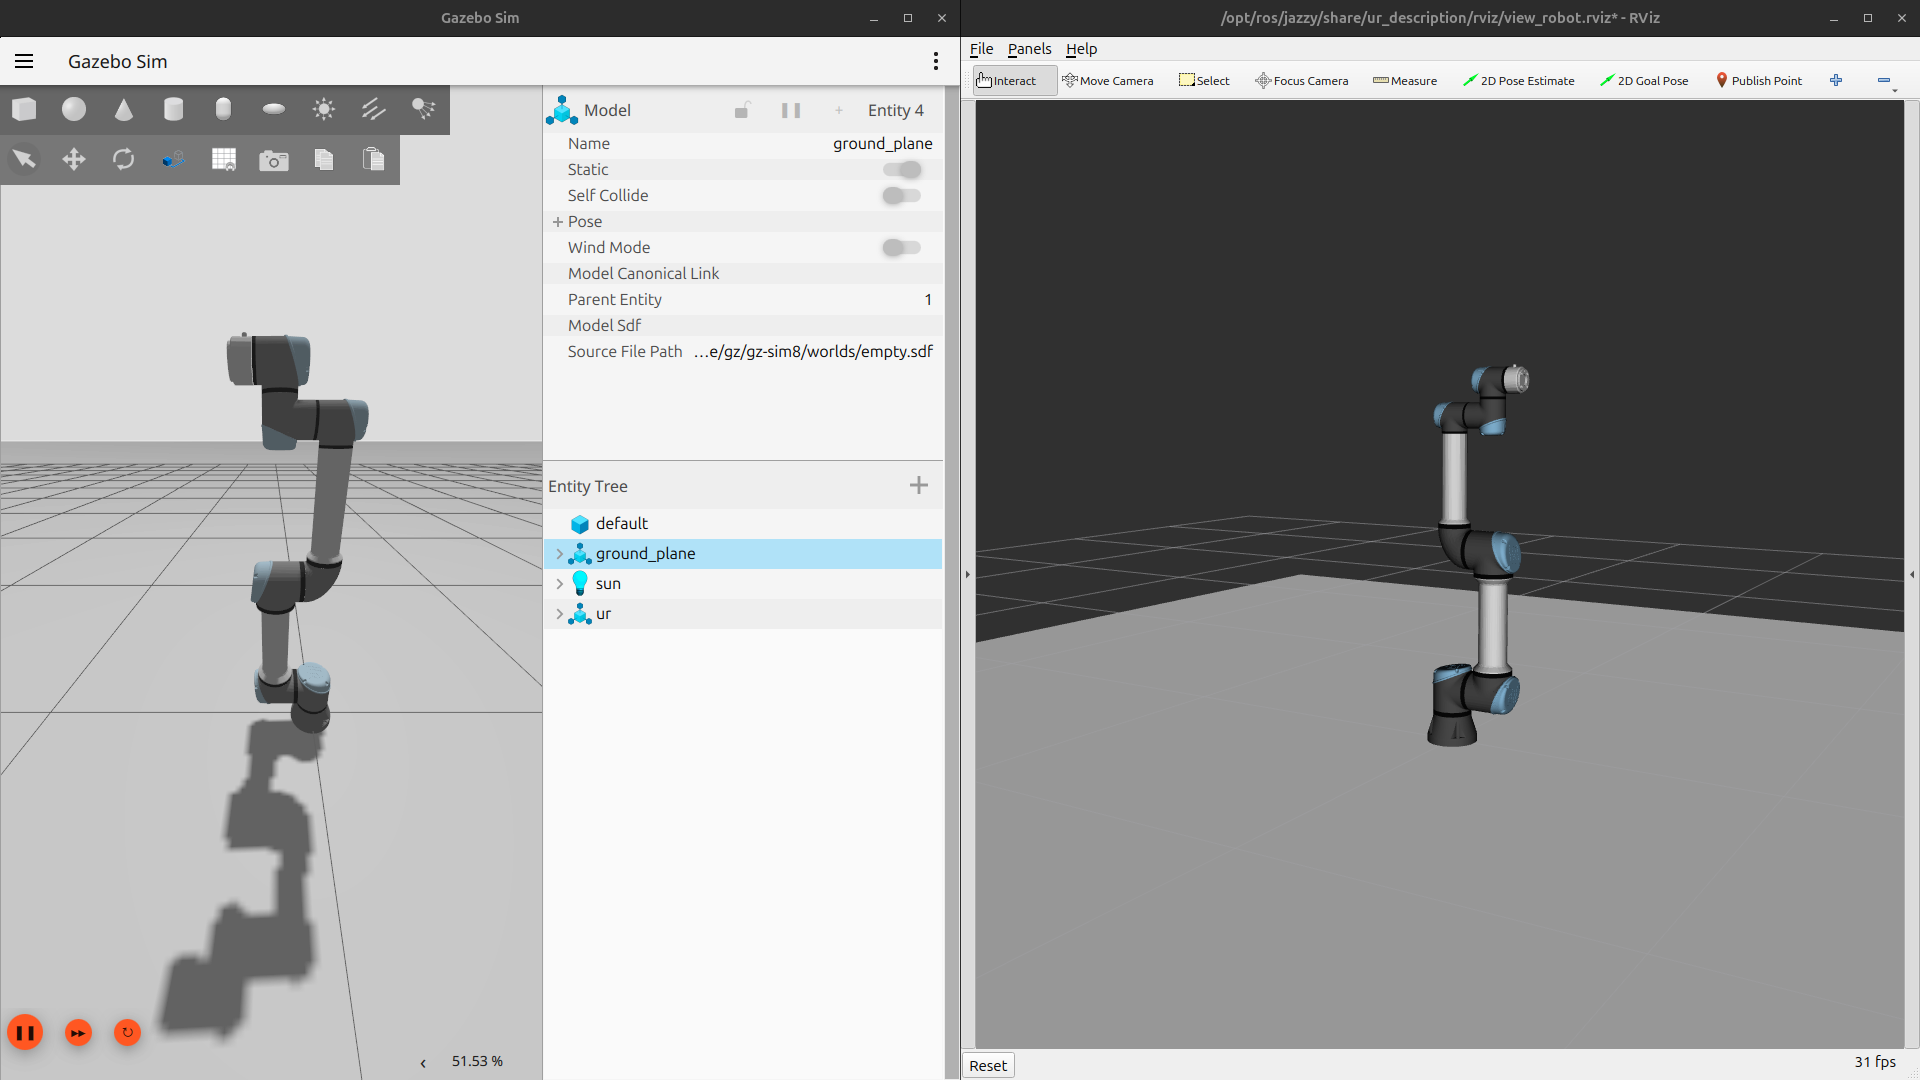 Gazebo Sim
Gazebo Sim
Model
Entity 4
Name
ground_plane
Static
Self Collide
Pose
Wind Mode
Model Canonical Link
Parent Entity
1
Model Sdf
Source File Path
...e/gz/gz-sim8/worlds/empty.sdf
Entity Tree
default
ground_plane
sun
ur
51.53 %
/opt/ros/jazzy/share/ur_description/rviz/view_robot.rviz* - RViz
File Panels Help
Interact Move Camera Select Focus Camera Measure 2D Pose Estimate 2D Goal Pose Publish Point
Reset
31 fps